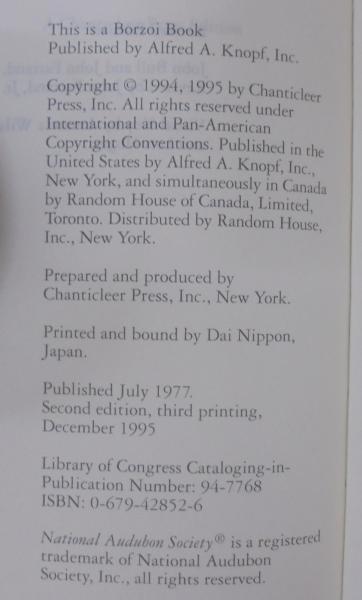 This is a Borzoi Book
Published by Alfred A. Knopf, Inc.
Copyright © 1994, 1995 by Chanticleer
Press, Inc. All rights reserved under
International and Pan-American
Copyright Conventions. Published in the
United States by Alfred A. Knopf, Inc.,
New York, and simultaneously in Canada
by Random House of Canada, Limited,
Toronto. Distributed by Random House,
Inc., New York.
Prepared and produced by
Chanticleer Press, Inc., New York.
Printed and bound by Dai Nippon,
Japan.
Published July 1977.
Second edition, third printing,
December 1995
Library of Congress Cataloging-in-
Publication Number: 94-7768
ISBN: 0-679-42852-6
National Audubon Society® is a registered
trademark of National Audubon
Society, Inc., all rights reserved.